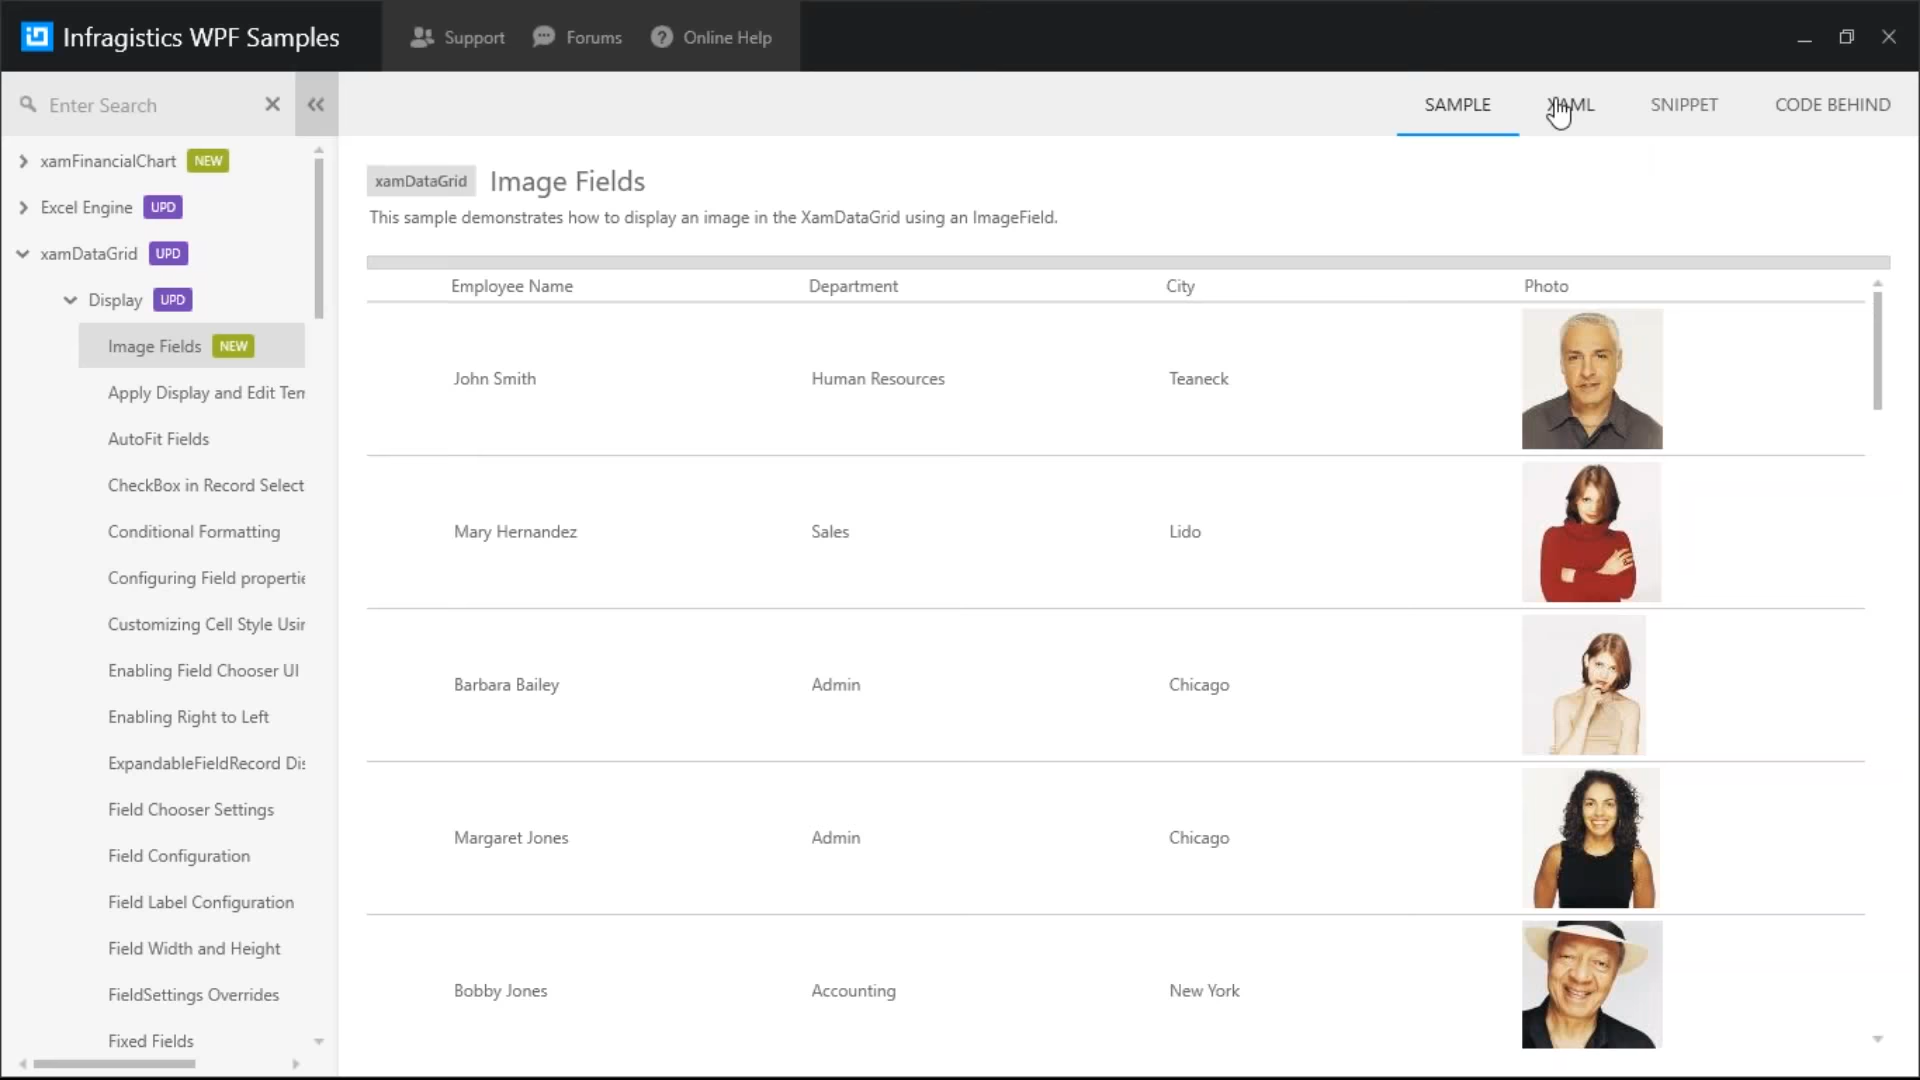 Infragistics WPF Samples
Support
Forums
Online Help
Enter Search
SAMPLE
XAML
SNIPPET
CODE BEHIND
xamFinancialChart NEW
Excel Engine UPD
xamDataGrid UPD
Display UPD
Image Fields NEW
Apply Display and Edit Tem
AutoFit Fields
CheckBox in Record Select
Conditional Formatting
Configuring Field propertie
Customizing Cell Style Usin
Enabling Field Chooser UI
Enabling Right to Left
ExpandableFieldRecord Dis
Field Chooser Settings
Field Configuration
Field Label Configuration
Field Width and Height
FieldSettings Overrides
Fixed Fields
xamDataGrid Image Fields
This sample demonstrates how to display an image in the XamDataGrid using an ImageField.
Employee Name Department City Photo
John Smith Human Resources Teaneck
Mary Hernandez Sales Lido
Barbara Bailey Admin Chicago
Margaret Jones Admin Chicago
Bobby Jones Accounting New York